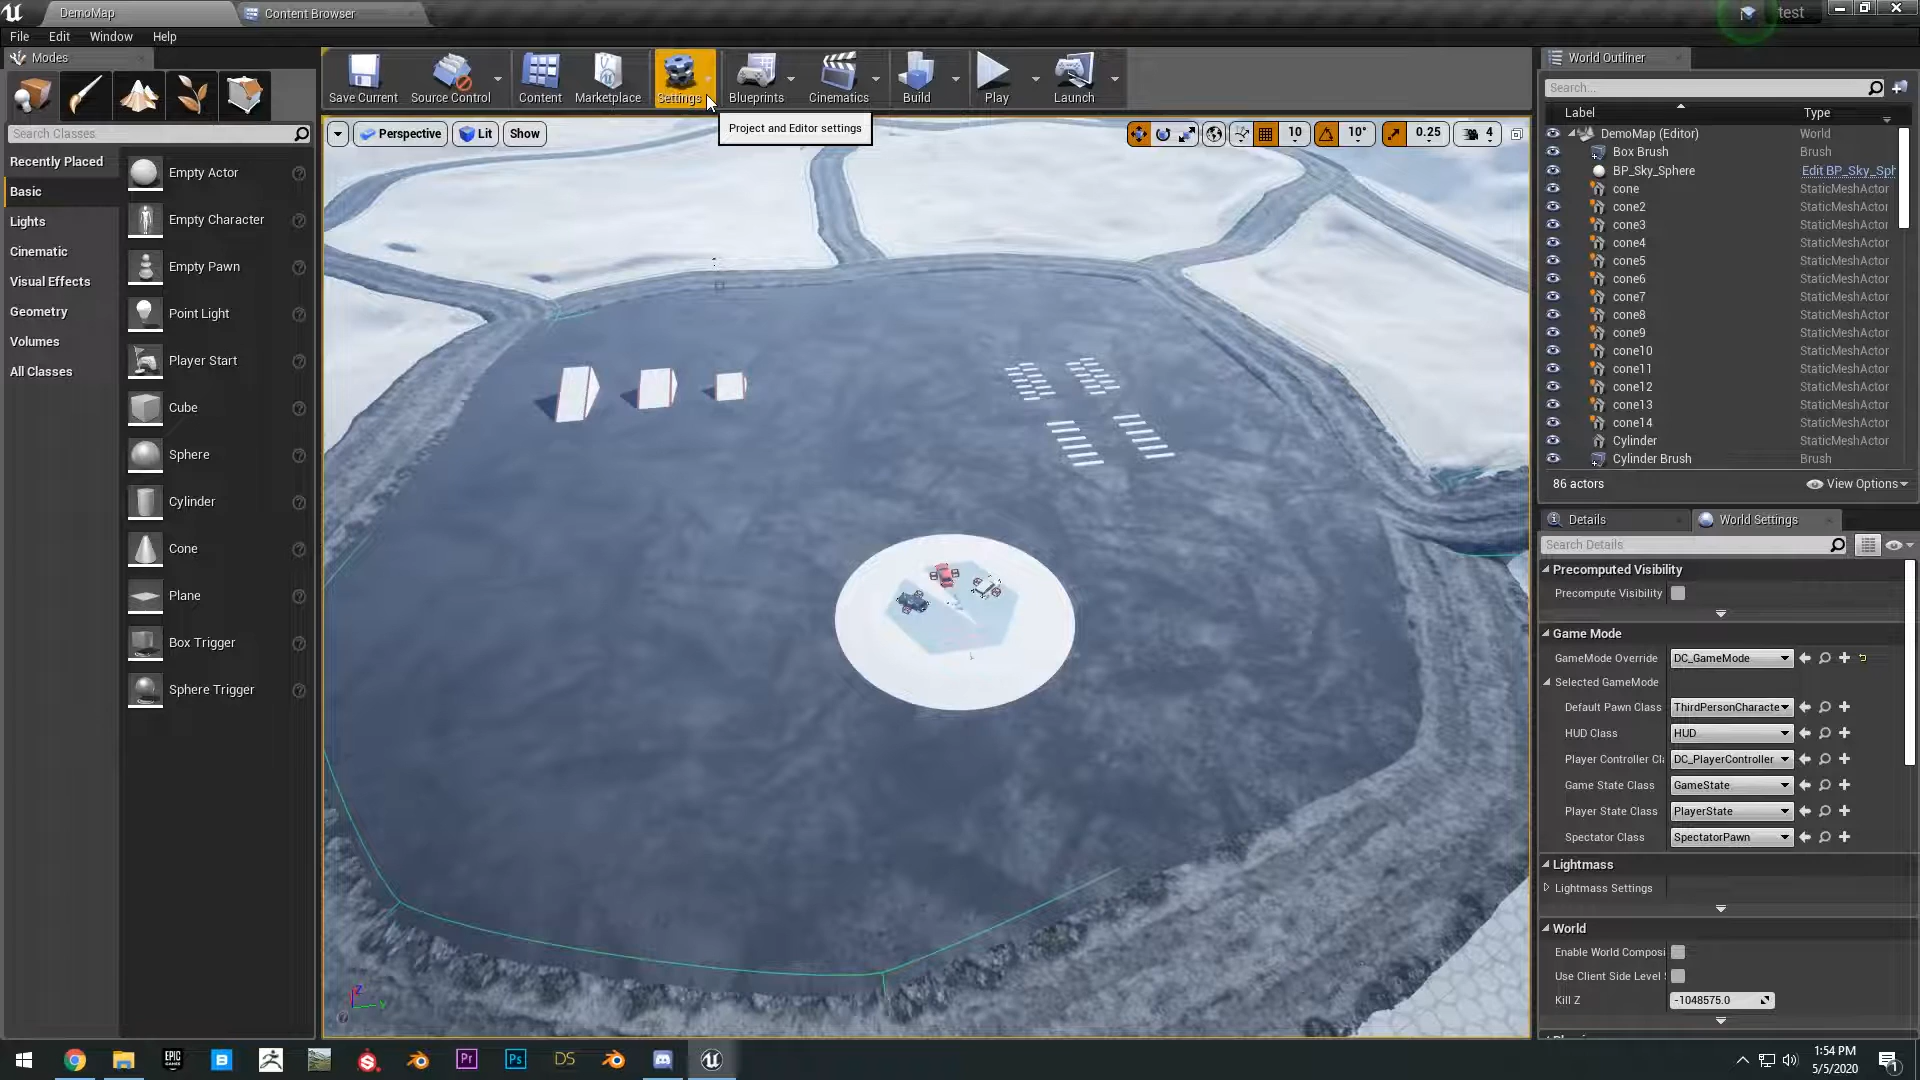 DemoMap
Content Browser
test
File Edit Window Help
Modes
Save Current
Source Control
Content
Marketplace
Settings
Blueprints
Cinematics
Build
Play
Launch
Project and Editor settings
Search Classes
Recently Placed
Basic
Lights
Cinematic
Visual Effects
Geometry
Volumes
All Classes
Empty Actor
Empty Character
Empty Pawn
Point Light
Player Start
Cube
Sphere
Cylinder
Cone
Plane
Box Trigger
Sphere Trigger
Perspective Lit Show
10 10° 0.25 4
World Outliner
Search...
Label Type
DemoMap (Editor) World
Box Brush Brush
BP_Sky_Sphere Edit BP_Sky_Sph
cone StaticMeshActor
cone2 StaticMeshActor
cone3 StaticMeshActor
cone4 StaticMeshActor
cone5 StaticMeshActor
cone6 StaticMeshActor
cone7 StaticMeshActor
cone8 StaticMeshActor
cone9 StaticMeshActor
cone10 StaticMeshActor
cone11 StaticMeshActor
cone12 StaticMeshActor
cone13 StaticMeshActor
cone14 StaticMeshActor
Cylinder StaticMeshActor
Cylinder Brush Brush
86 actors View Options
Details World Settings
Search Details
Precomputed Visibility
Precompute Visibility
Game Mode
GameMode Override DC_GameMode
Selected GameMode
Default Pawn Class ThirdPersonCharacte
HUD Class HUD
Player Controller Cl DC_PlayerController
Game State Class GameState
Player State Class PlayerState
Spectator Class SpectatorPawn
Lightmass
Lightmass Settings
World
Enable World Composi
Use Client Side Level
Kill Z -1048575.0
Z
Y
EPIC GAMES
Pr
Ps
DS
1:54 PM
5/5/2020
1